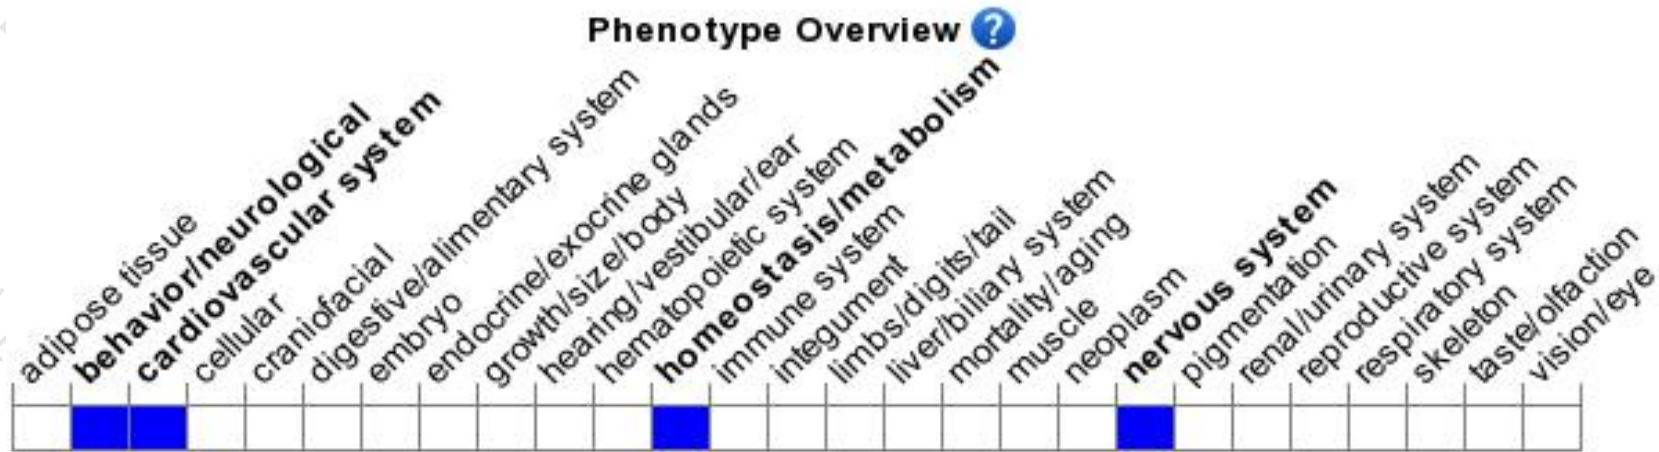 Phenotype Overview ?
adipose tissue
behavior/neurological
cardiovascular system
cellular
craniofacial
digestive/alimentary system
embryo
endocrine/exocrine glands
growth/size/body
hearing/vestibular/ear
hematopoietic system
homeostasis/metabolism
immune system
integument
limbs/digits/tail
liver/biliary system
mortality/aging
muscle
neoplasm
nervous system
pigmentation
renal/urinary system
reproductive system
respiratory system
skeleton
taste/olfaction
vision/eye